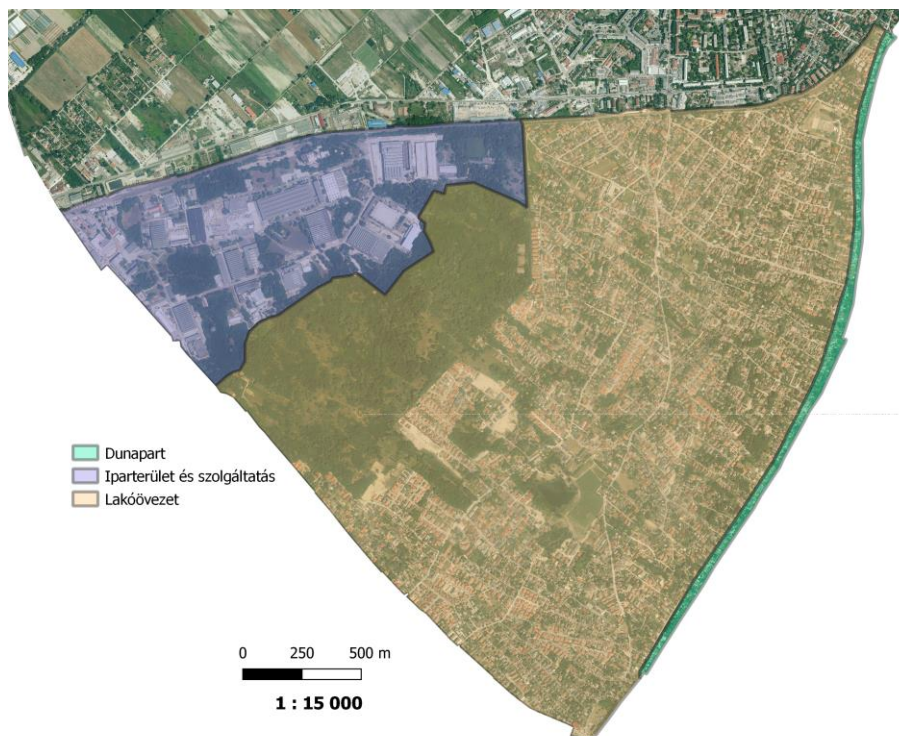 Dunapart
Iparterület és szolgáltatás
Lakóövezet
0 250 500 m
1 : 15 000